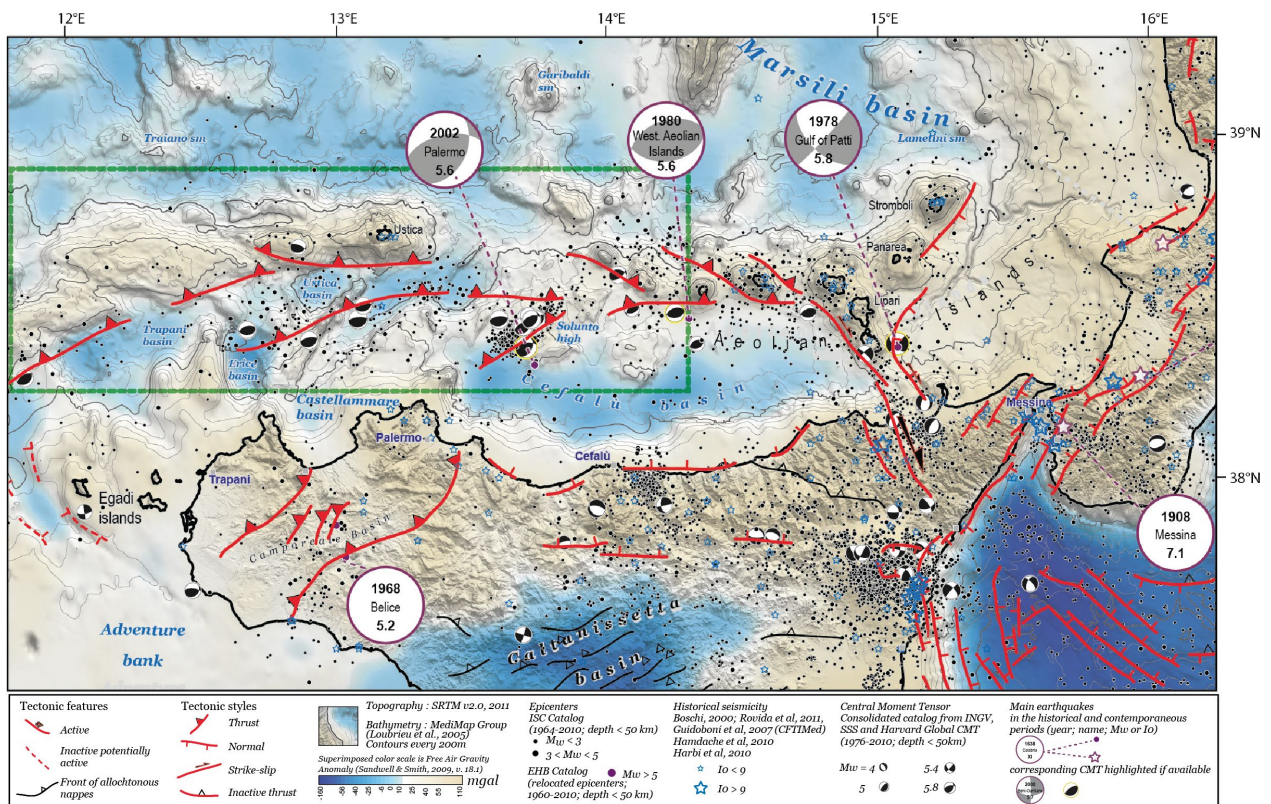 12°E
13°E
14°E
15°E
16°E
Marsili basin
Garibaldi
sm
Traiano sm
Lametini sm
39°N
2002
Palermo
5.6
1980
West. Aeolian
Islands
5.6
1978
Gulf of Patti
5.8
Stromboli
Ustica
Panarea
Ustica
basin
Lipari
Islands
Trapani
basin
Solunto
high
Aeolian
Erice
basin
Cefalù basin
Castellammare
basin
Messina
Palermo
Cefalù
Trapani
38°N
Egadi
islands
Campareale Basin
1908
Messina
7.1
1968
Belice
5.2
Caltanissetta
basin
Adventure
bank
Tectonic features
Active
Inactive potentially
active
Front of allochtonous
nappes
Tectonic styles
Thrust
Normal
Strike-slip
Inactive thrust
Topography : SRTM v2.0, 2011
Bathymetry : MediMap Group
(Loubrieu et al., 2005)
Contours every 200m
Superimposed color scale is Free Air Gravity
Anomaly (Sandwell & Smith, 2009, v. 18.1)
mgal
-160
-110
-60
-10
10
60
110
Epicenters
ISC Catalog
(1964-2010; depth < 50 km)
Mw < 3
3 < Mw < 5
EHB Catalog
(relocated epicenters;
1960-2010; depth < 50 km)
Mw > 5
Historical seismicity
Boschi, 2000; Rovida et al, 2011,
Guidoboni et al, 2007 (CFTIMed)
Hamdache et al, 2010
Harbi et al, 2010
Io < 9
Io > 9
Central Moment Tensor
Consolidated catalog from INGV,
SSS and Harvard Global CMT
(1976-2010; depth < 50km)
Mw = 4
5-4
5
5.8
Main earthquakes
in the historical and contemporaneous
periods (year; name; Mw or Io)
1638
XI
corresponding CMT highlighted if available